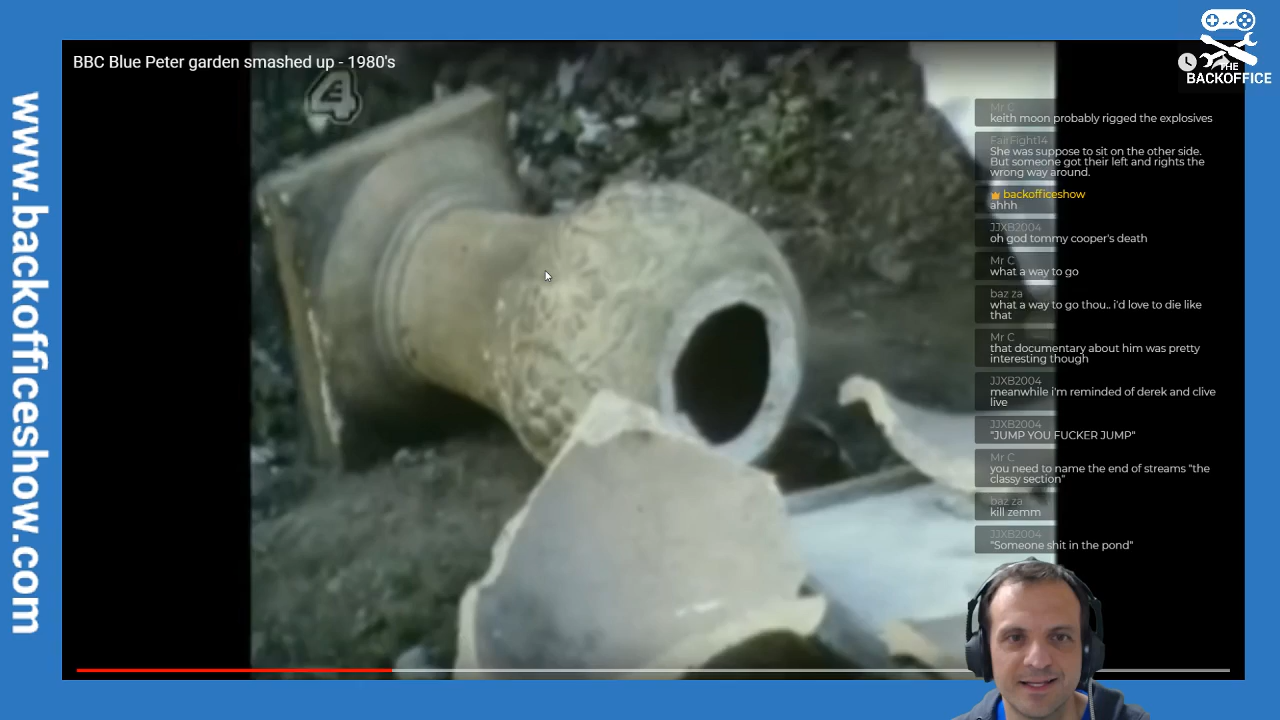 BBC Blue Peter garden smashed up - 1980's
4
THE
BACKOFFICE
www.backofficeshow.com
Mr C
keith moon probably rigged the explosives
FairFight14
She was suppose to sit on the other side.
But someone got their left and rights the
wrong way around.
backofficeshow
ahhh
JJXB2004
oh god tommy cooper's death
Mr C
what a way to go
baz za
what a way to go thou.. i'd love to die like
that
Mr C
that documentary about him was pretty
interesting though
JJXB2004
meanwhile i'm reminded of derek and clive
live
JJXB2004
"JUMP YOU FUCKER JUMP"
Mr C
you need to name the end of streams "the
classy section"
baz za
kill zemm
JJXB2004
"Someone shit in the pond"